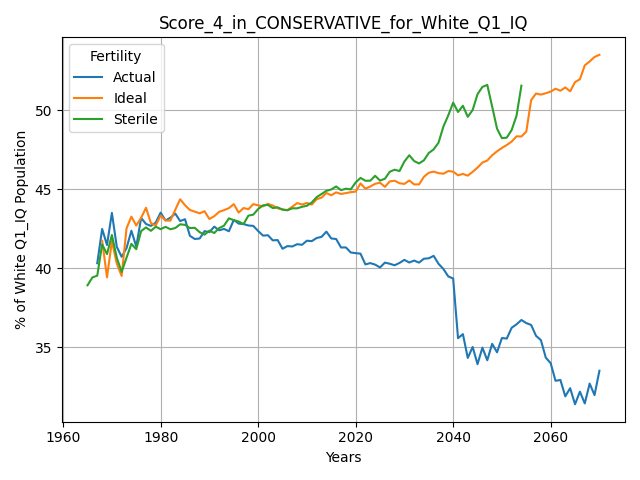 Score_4_in_CONSERVATIVE_for_White_Q1_IQ
Fertility
Actual
Ideal
Sterile
% of White Q1_IQ Population
50
45
40
35
1960 1980 2000 2020 2040 2060
Years